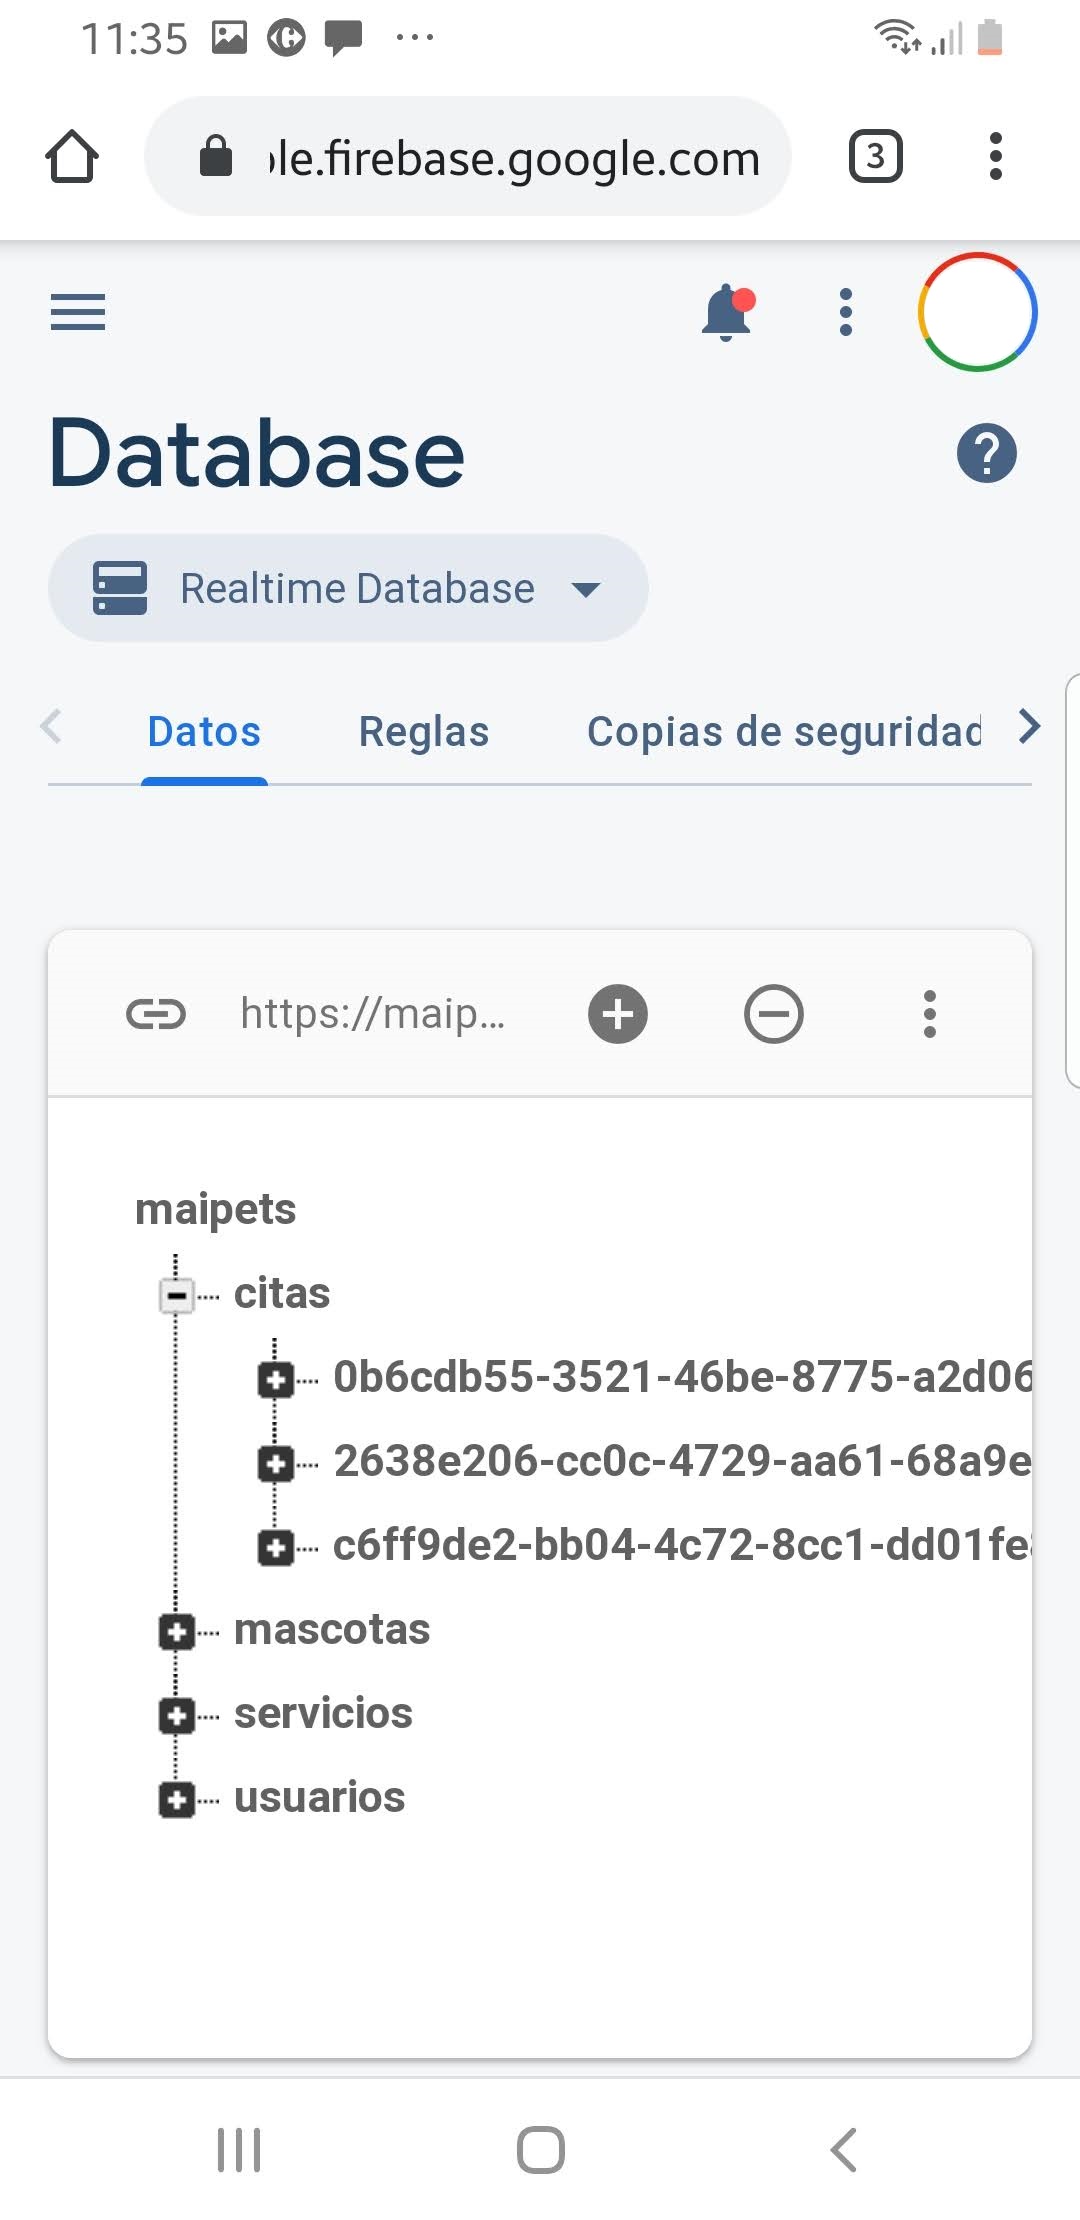 11:35
le.firebase.google.com
3
Database
?
Realtime Database
Datos Reglas Copias de seguridad
https://maip...
maipets
citas
0b6cdb55-3521-46be-8775-a2d06
2638e206-cc0c-4729-aa61-68a9e
c6ff9de2-bb04-4c72-8cc1-dd01fe
mascotas
servicios
usuarios